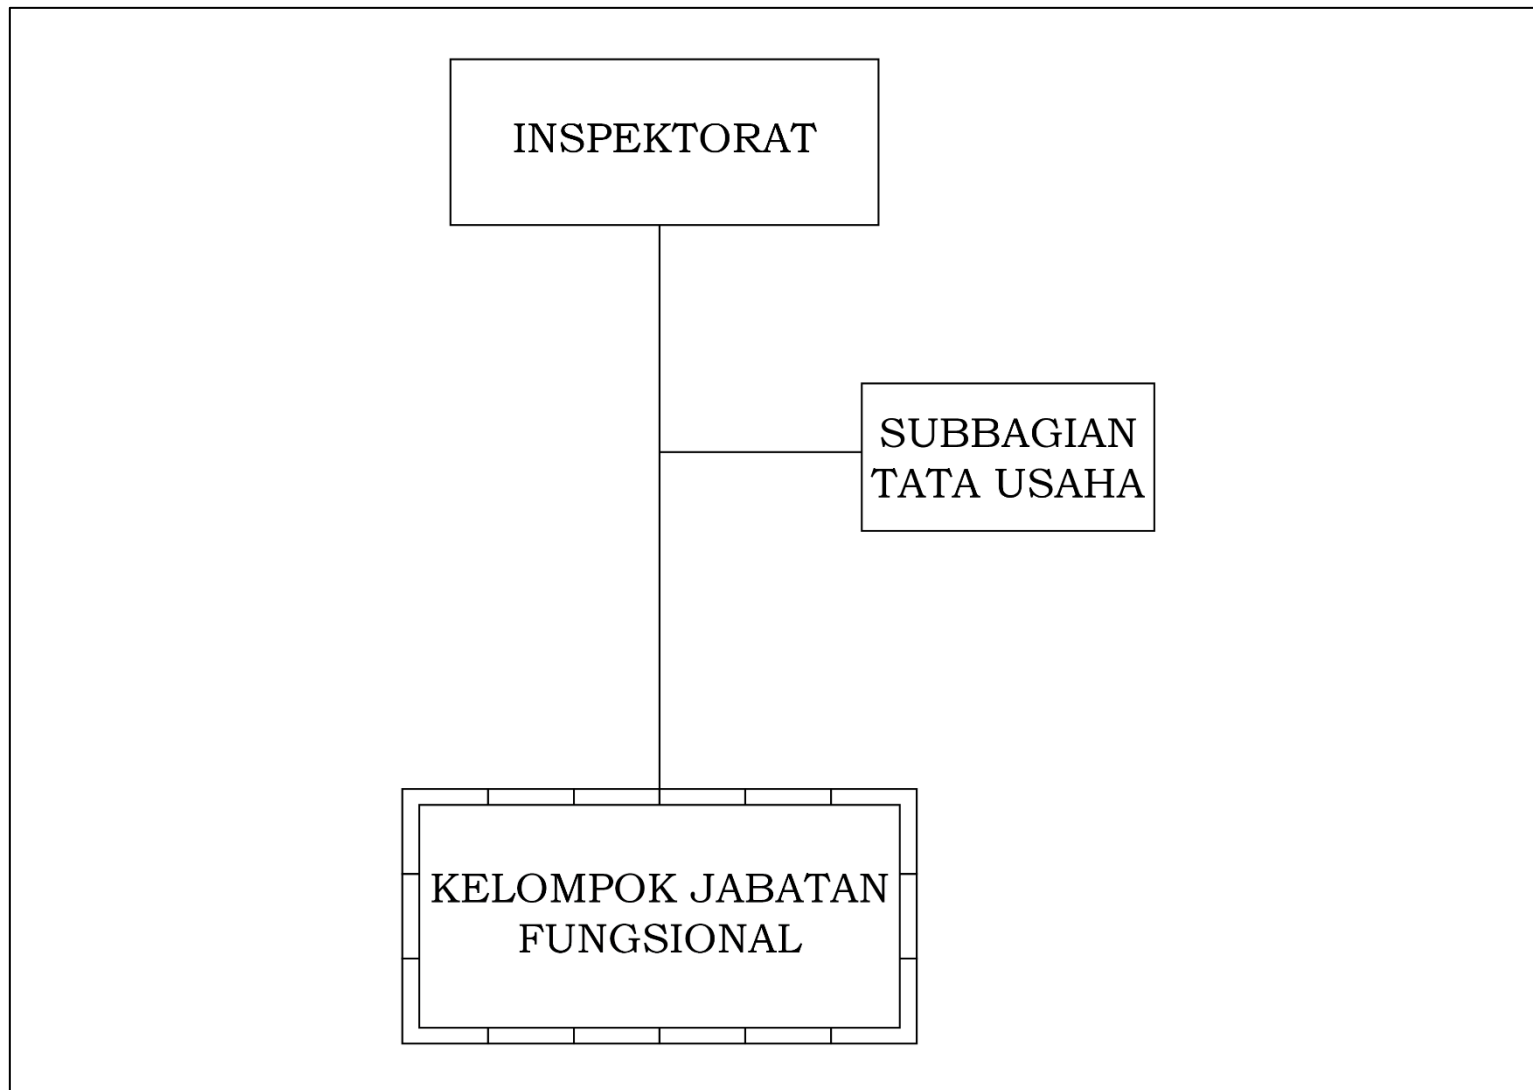 INSPEKTORAT
SUBBAGIAN
TATA USAHA
KELOMPOK JABATAN
FUNGSIONAL